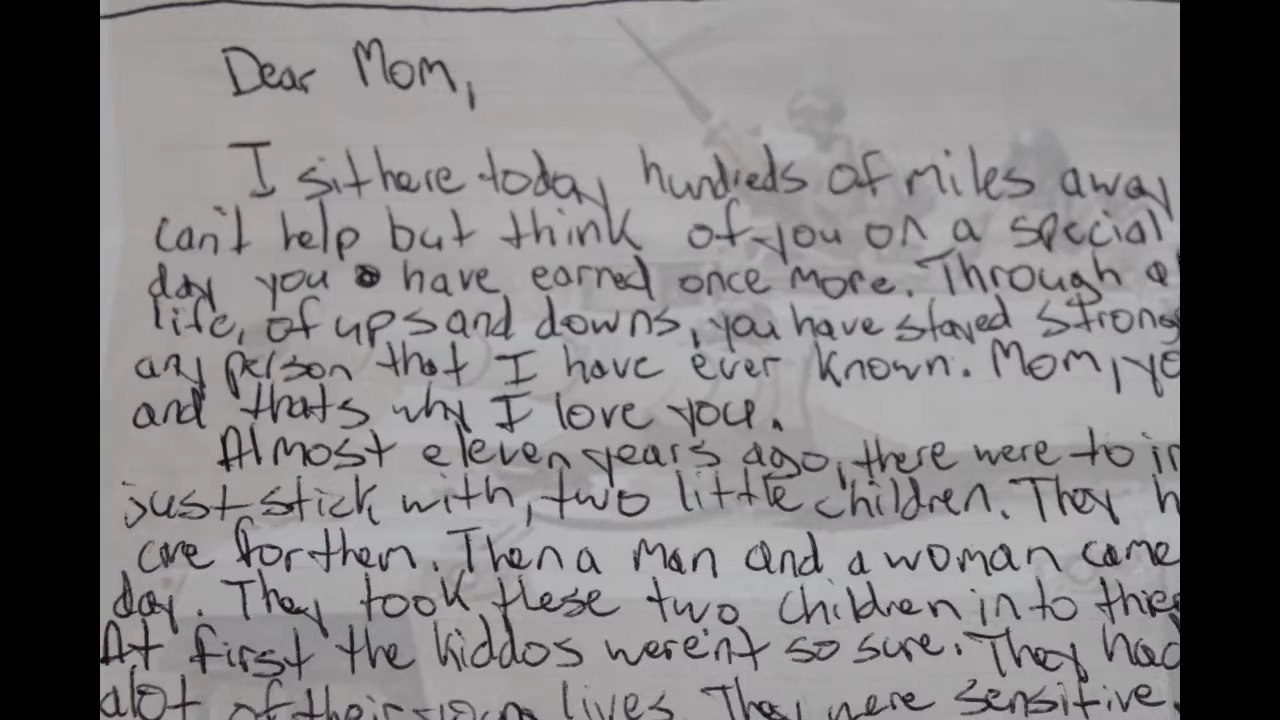 Dear Mom,
I sit here today hundreds of miles away
can't help but think of you on a special
day you have earned once more. Through
life, of ups and downs, you have stayed strong
any person that I have ever known. Mom,
and thats why I love you.
Almost eleven years ago, there were to
just stick with, two little children. They
care for them. Then a man and a woman came
day. They took these two children in to
At first the kiddos weren't so sure. They had
alot of their young lives. They were sensitive.